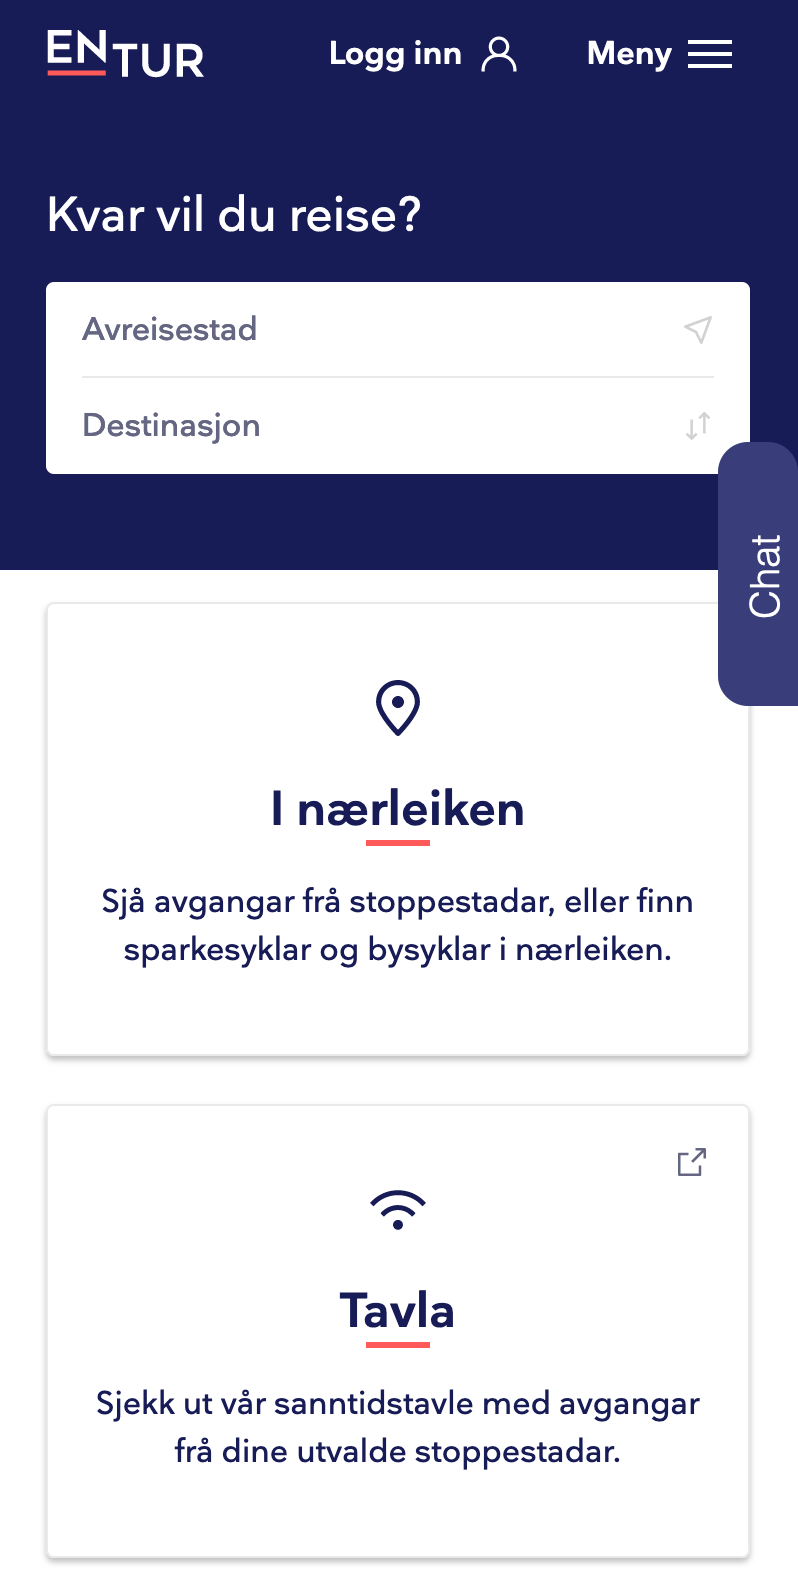 ENTUR
Logg inn
Meny
Kvar vil du reise?
Avreisestad
Destinasjon
Chat
I nærleiken
Sjå avgangar frå stoppestadar, eller finn
sparkesyklar og bysyklar i nærleiken.
Tavla
Sjekk ut vår sanntidstavle med avgangar
frå dine utvalde stoppestadar.